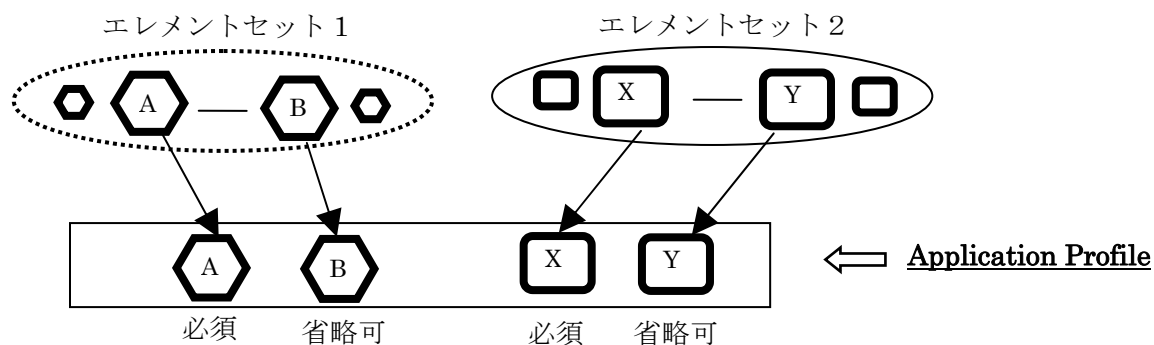 エレメントセット1
エレメントセット2
A
B
X
Y
A
B
X
Y
Application Profile
必須
省略可
必須
省略可